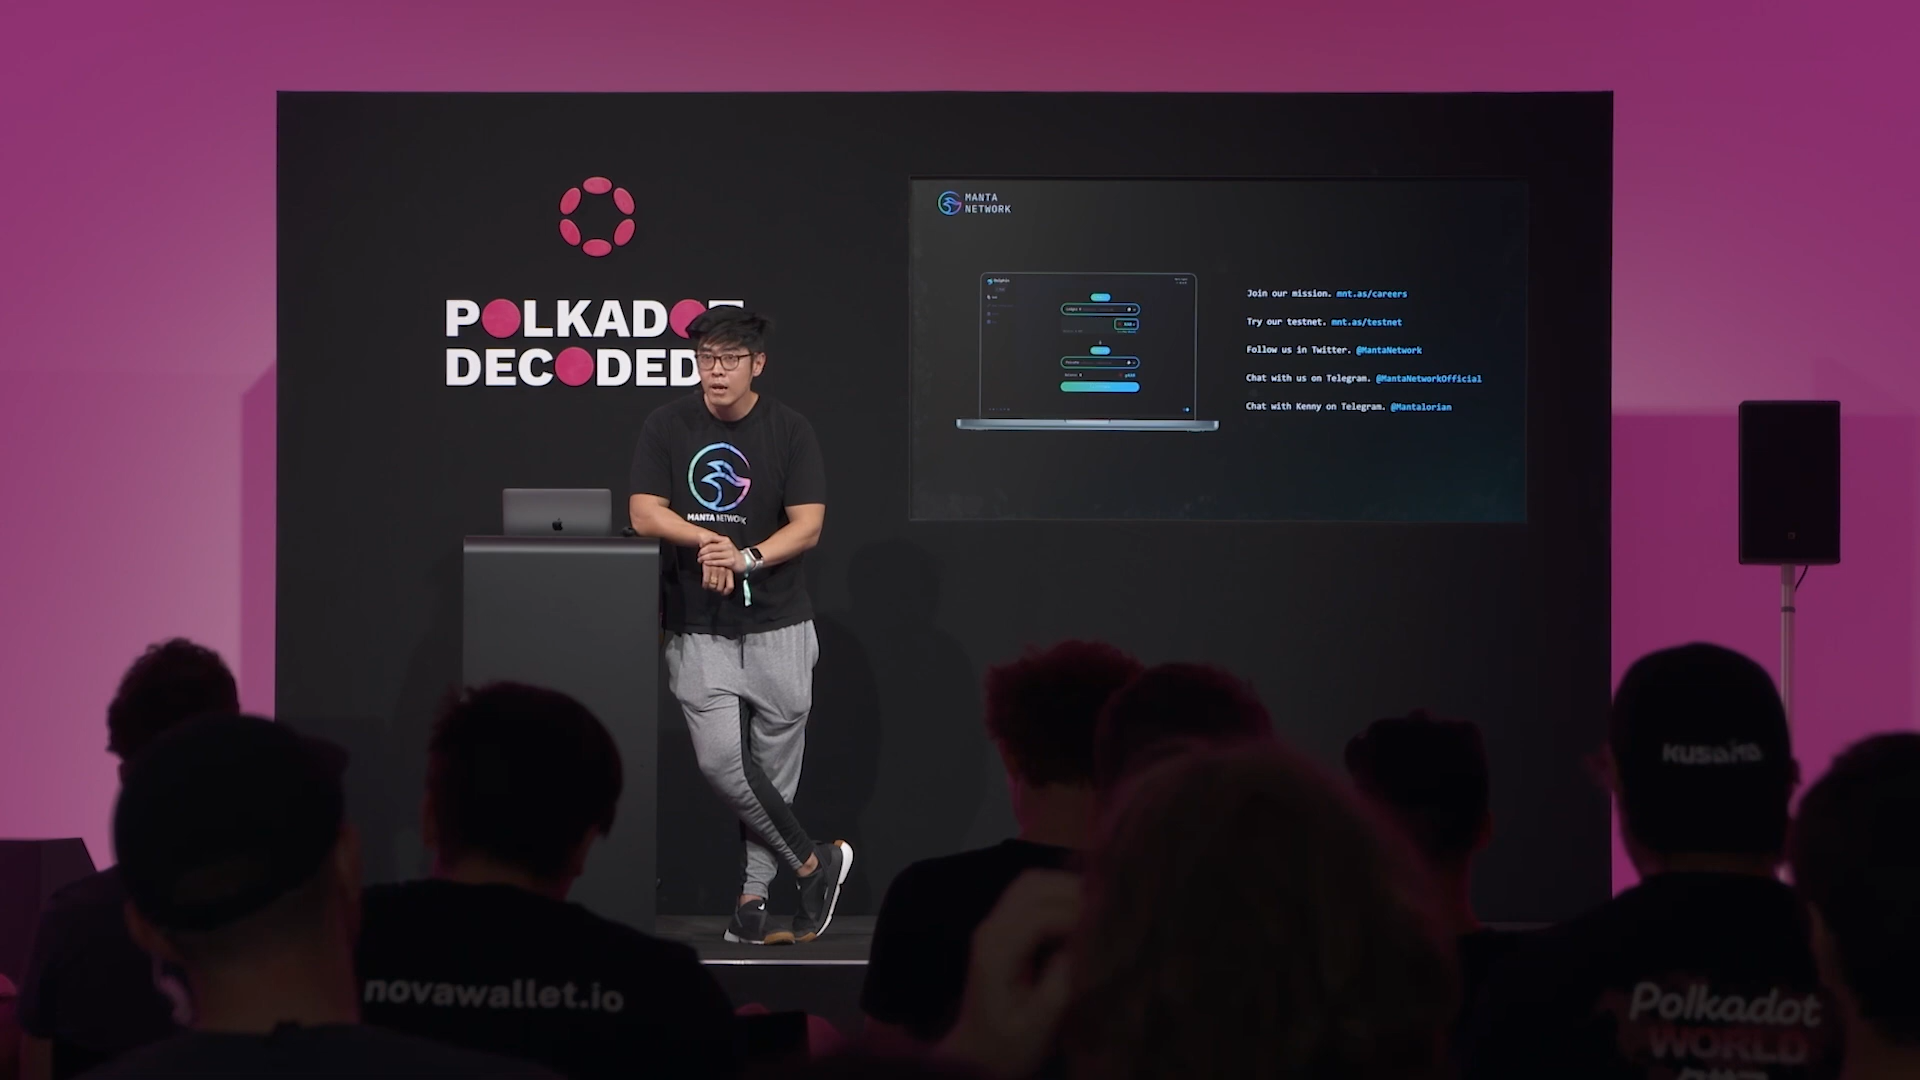 POLKADOT
DECODED
MANTA
NETWORK
Join our mission. mnt.as/careers
Try our testnet. mnt.as/testnet
Follow us in Twitter. @MantaNetwork
Chat with us on Telegram. @MantaNetworkOfficial
Chat with Kenny on Telegram. @Mantalorian
MANTA NETWORK
kusama
novawallet.io
Polkadot
WORLD